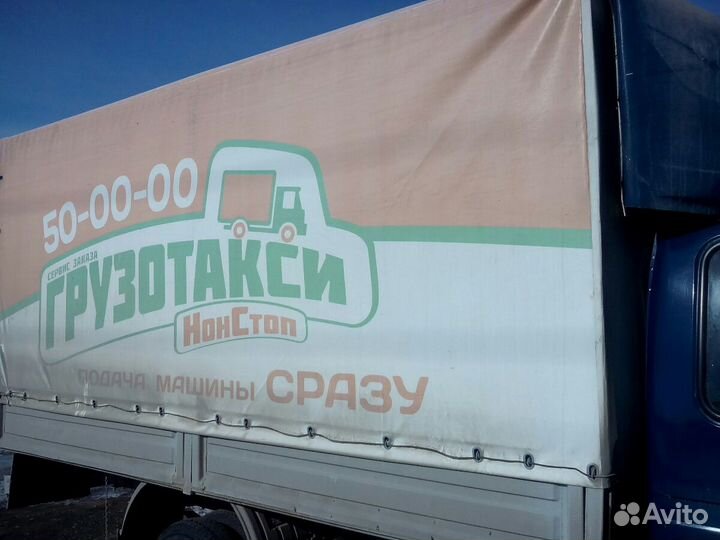 50-00-00
СЕРВИС ЗАКАЗА
ГРУЗОТАКСИ
НонСтоп
ПОДАЧА МАШИНЫ СРАЗУ
Avito